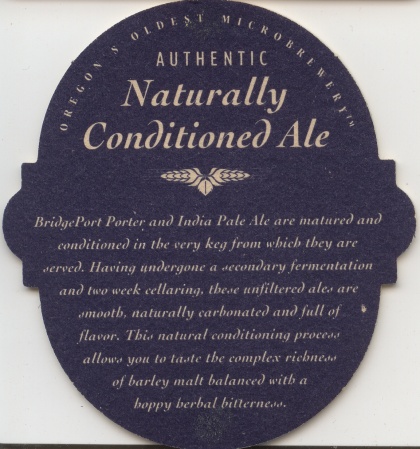 OREGON'S OLDEST MICROBREWERY™
AUTHENTIC
Naturally
Conditioned Ale
BridgePort Porter and India Pale Ale are matured and
conditioned in the very keg from which they are
served. Having undergone a secondary fermentation
and two week cellaring, these unfiltered ales are
smooth, naturally carbonated and full of
flavor. This natural conditioning process
allows you to taste the complex richness
of barley malt balanced with a
hoppy herbal bitterness.